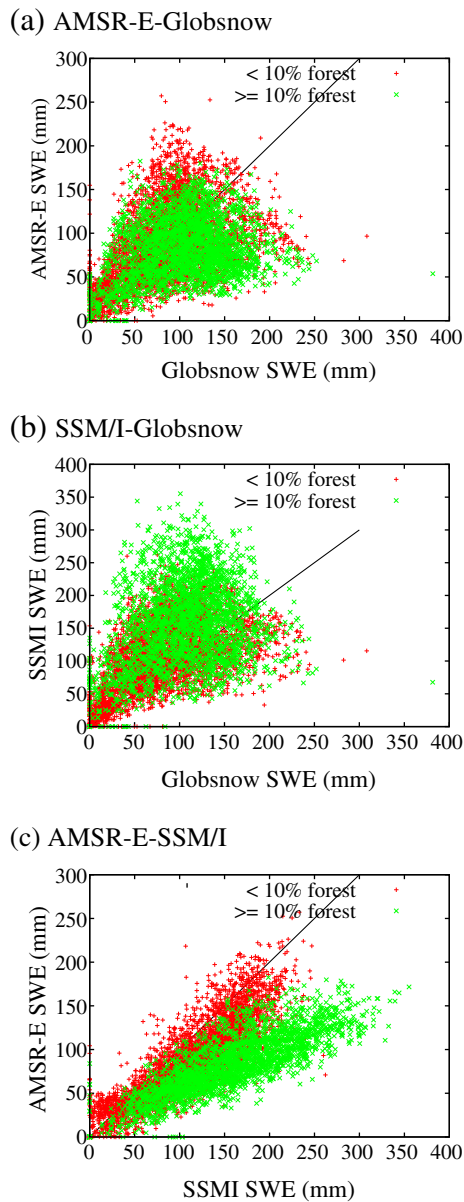 (a) AMSR-E-Globsnow
300
250
200
150
100
50
0
AMSR-E SWE (mm)
< 10% forest
>= 10% forest
0 50 100 150 200 250 300 350 400
Globsnow SWE (mm)
(b) SSM/I-Globsnow
400
350
300
250
200
150
100
50
0
SSMI SWE (mm)
< 10% forest
>= 10% forest
0 50 100 150 200 250 300 350 400
Globsnow SWE (mm)
(c) AMSR-E-SSM/I
300
250
200
150
100
50
0
AMSR-E SWE (mm)
< 10% forest
>= 10% forest
0 50 100 150 200 250 300 350 400
SSMI SWE (mm)